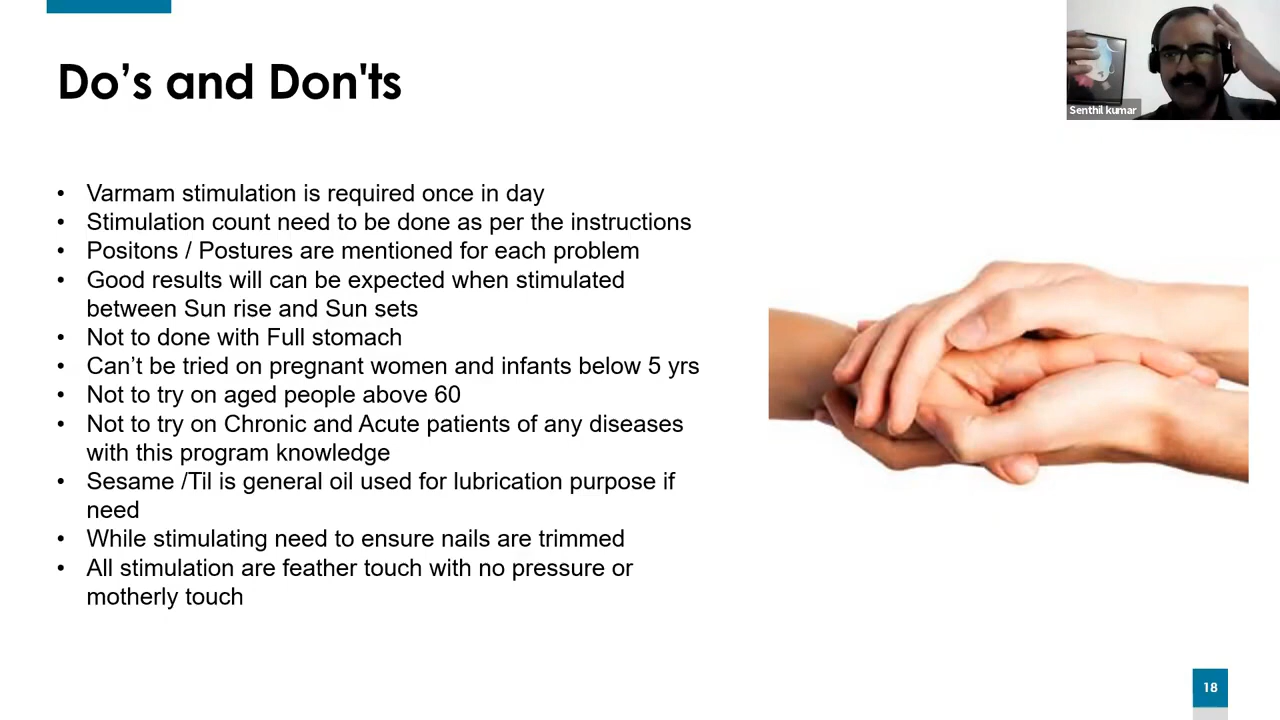 Do’s and Don'ts
Senthil kumar
• Varmam stimulation is required once in day
• Stimulation count need to be done as per the instructions
• Positons / Postures are mentioned for each problem
• Good results will can be expected when stimulated
between Sun rise and Sun sets
• Not to done with Full stomach
• Can’t be tried on pregnant women and infants below 5 yrs
• Not to try on aged people above 60
• Not to try on Chronic and Acute patients of any diseases
with this program knowledge
• Sesame /Til is general oil used for lubrication purpose if
need
• While stimulating need to ensure nails are trimmed
• All stimulation are feather touch with no pressure or
motherly touch
18